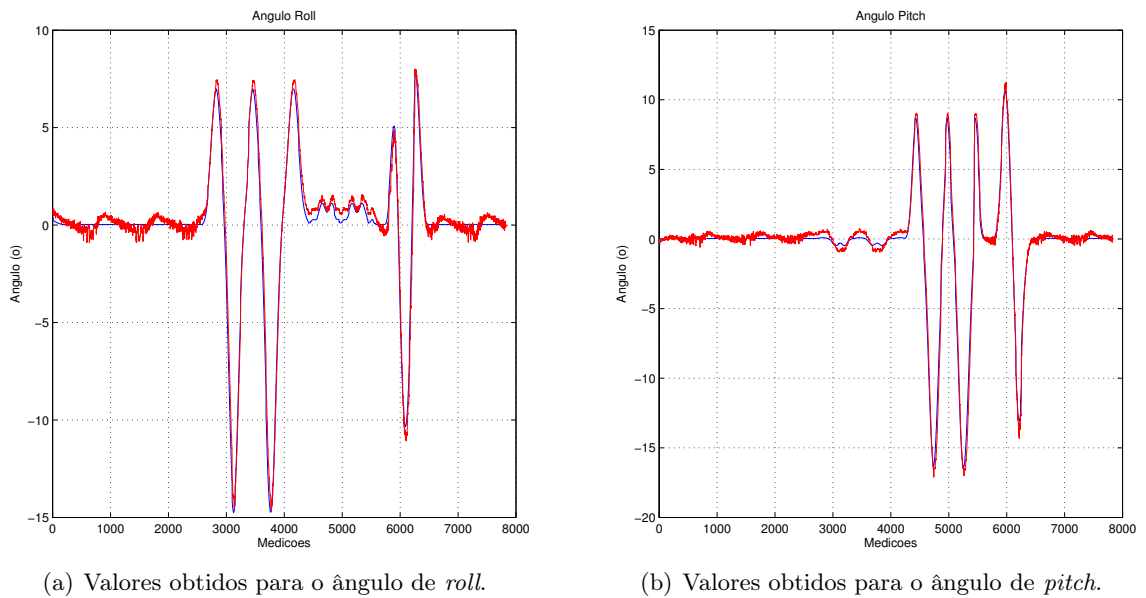 Angulo Roll
10
5
0
−5
−10
−15
Angulo (o)
0 1000 2000 3000 4000 5000 6000 7000 8000
Medicoes
(a) Valores obtidos para o ângulo de roll.
Angulo Pitch
15
10
5
0
−5
−10
−15
−20
Angulo (o)
0 1000 2000 3000 4000 5000 6000 7000 8000
Medicoes
(b) Valores obtidos para o ângulo de pitch.